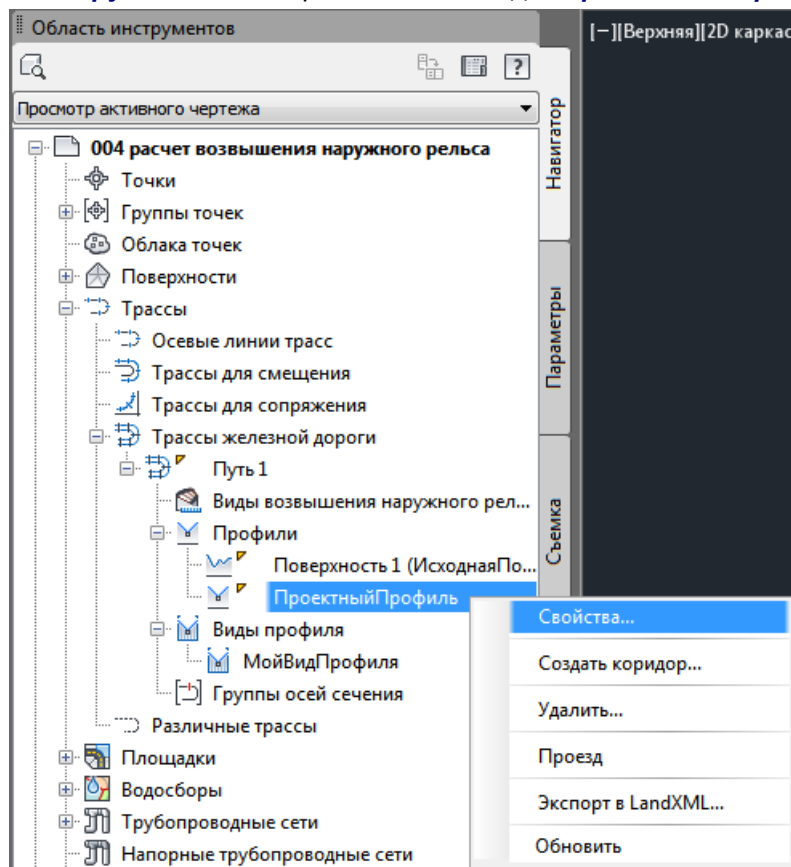 Область инструментов
[−][Верхняя][2D каркас
?
Просмотр активного чертежа
Навигатор
004 расчет возвышения наружного рельса
Точки
Группы точек
Облака точек
Поверхности
Трассы
Параметры
Осевые линии трасс
Трассы для смещения
Трассы для сопряжения
Трассы железной дороги
Путь 1
Съемка
Виды возвышения наружного рел...
Профили
Поверхность 1 (ИсходнаяПо...
ПроектныйПрофиль
Свойства...
Виды профиля
МойВидПрофиля
Создать коридор...
Группы осей сечения
Удалить...
Различные трассы
Площадки
Проезд
Водосборы
Экспорт в LandXML...
Трубопроводные сети
Обновить
Напорные трубопроводные сети